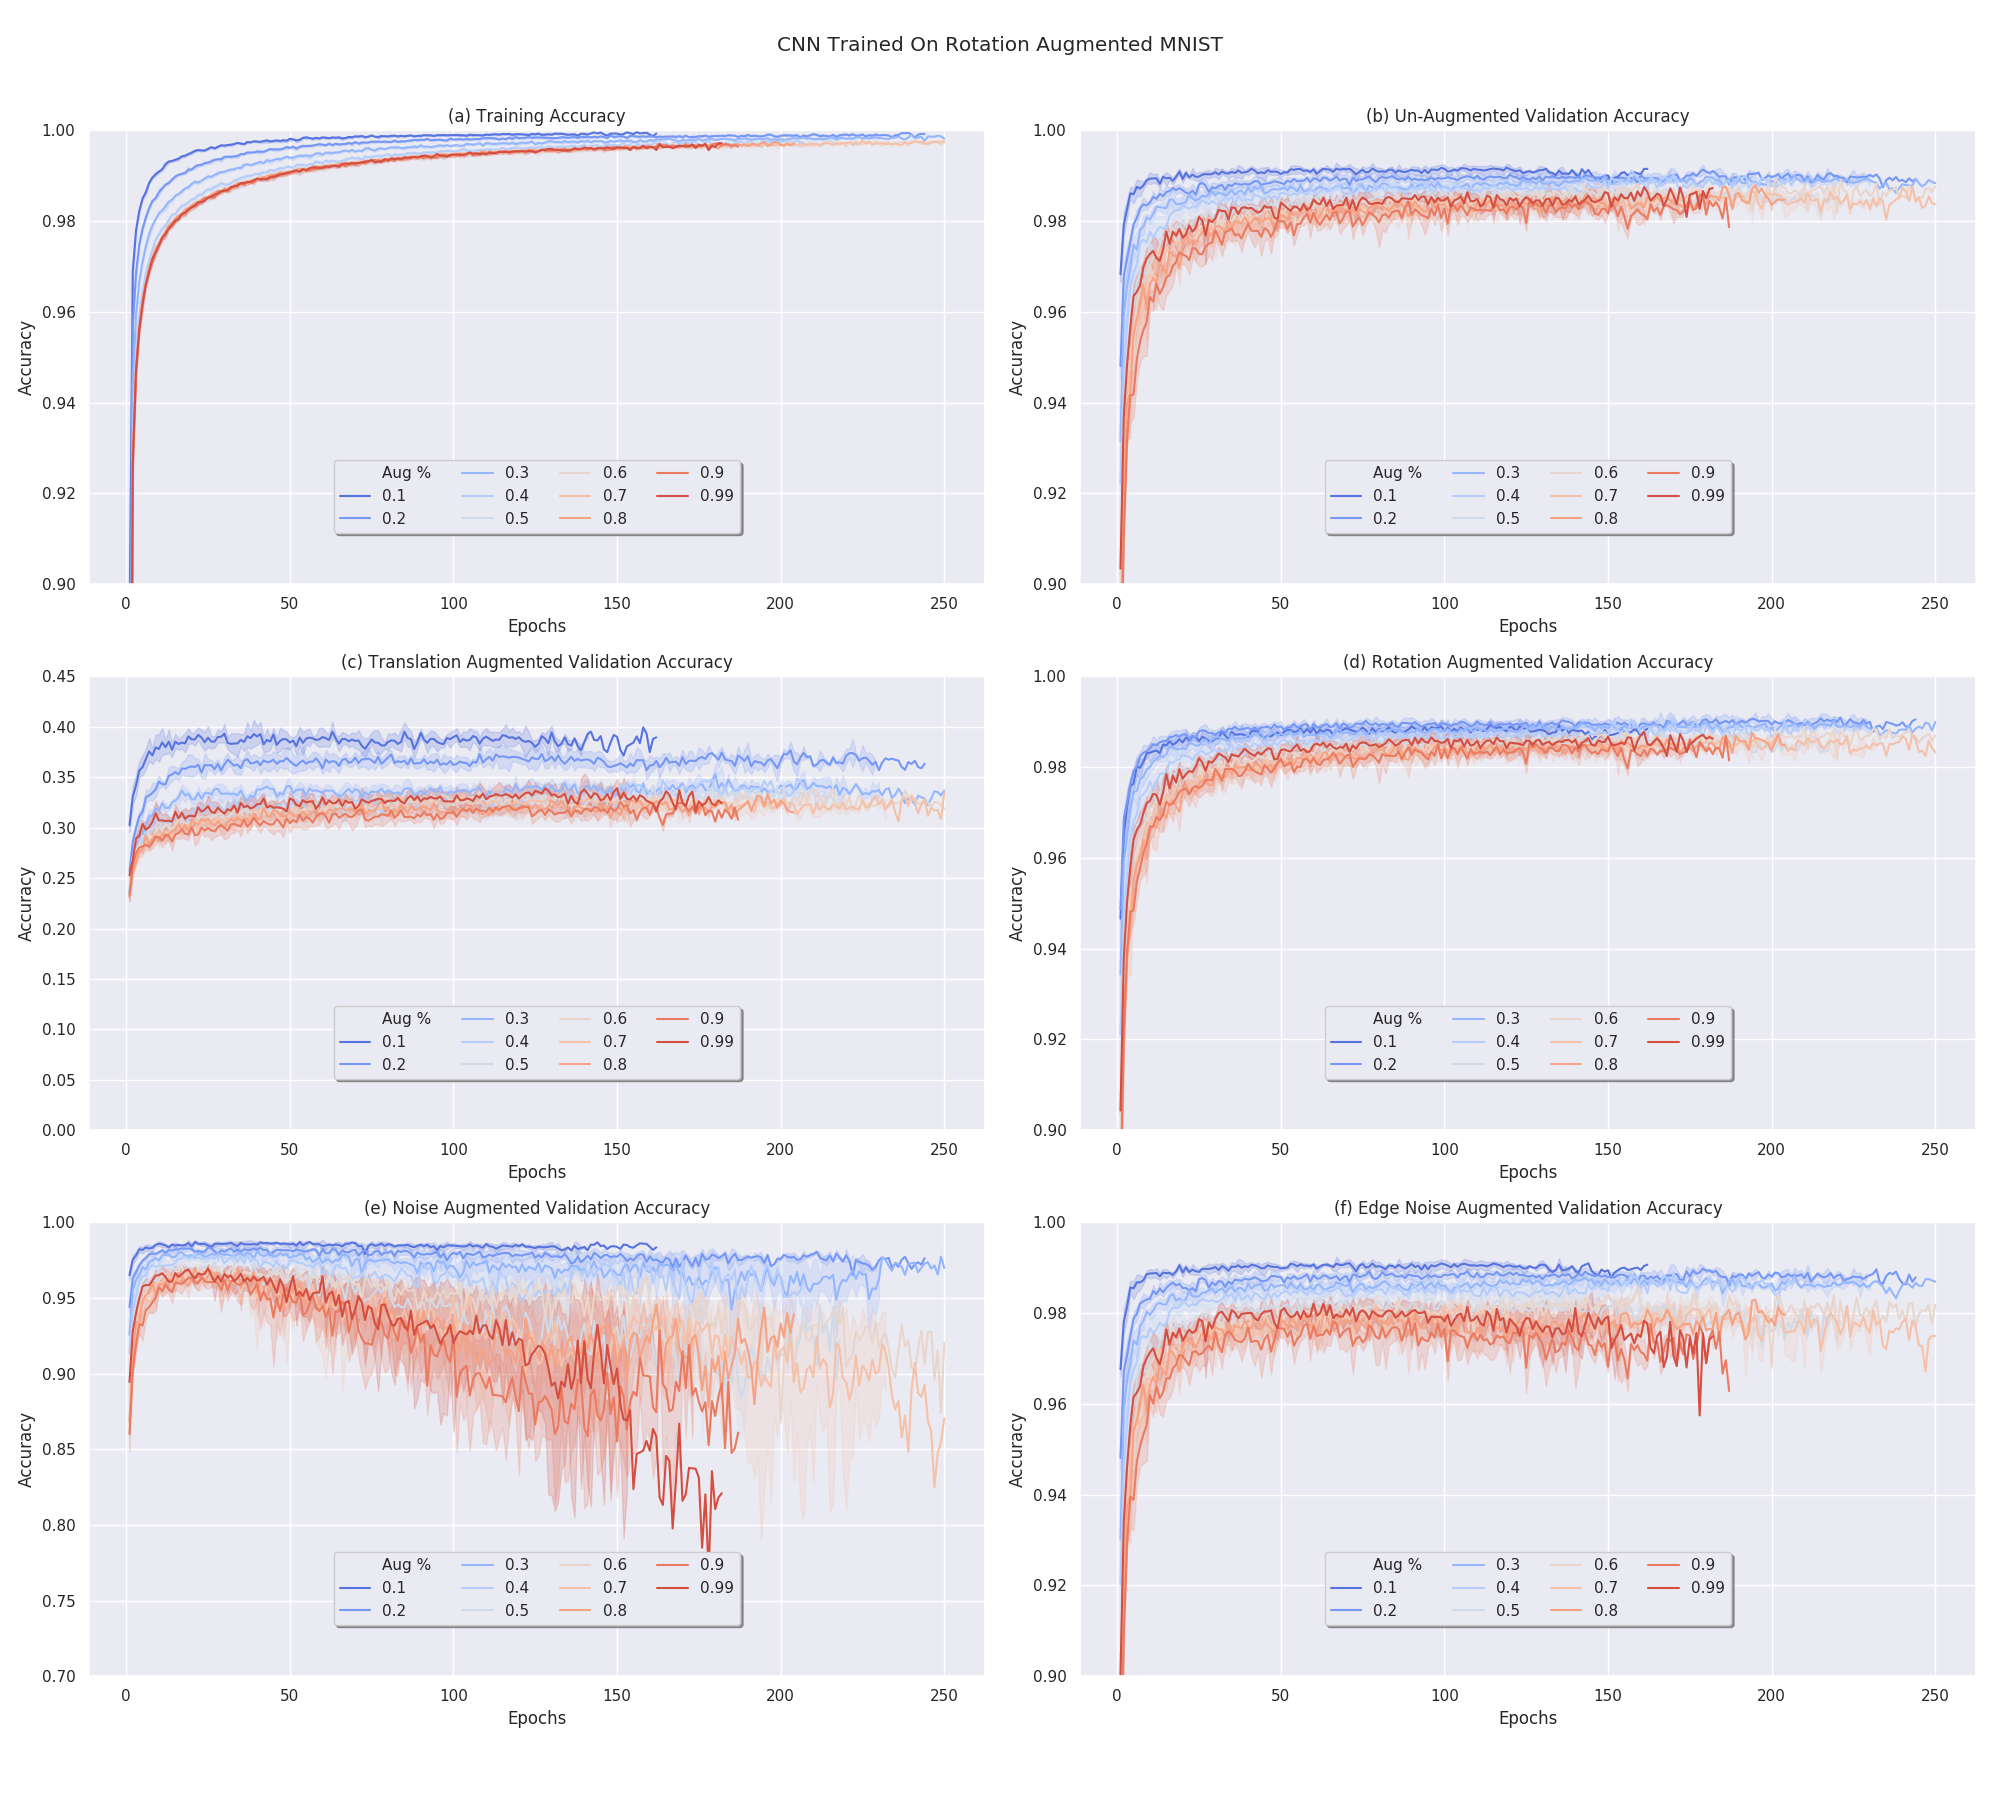 CNN Trained On Rotation Augmented MNIST
(a) Training Accuracy
Accuracy
1.00
0.98
0.96
0.94
0.92
0.90
Aug % 0.3 0.6 0.9
0.1 0.4 0.7 0.99
0.2 0.5 0.8
0 50 100 150 200 250
Epochs
(b) Un-Augmented Validation Accuracy
Accuracy
1.00
0.98
0.96
0.94
0.92
0.90
Aug % 0.3 0.6 0.9
0.1 0.4 0.7 0.99
0.2 0.5 0.8
0 50 100 150 200 250
Epochs
(c) Translation Augmented Validation Accuracy
Accuracy
0.45
0.40
0.35
0.30
0.25
0.20
0.15
0.10
0.05
0.00
Aug % 0.3 0.6 0.9
0.1 0.4 0.7 0.99
0.2 0.5 0.8
0 50 100 150 200 250
Epochs
(d) Rotation Augmented Validation Accuracy
Accuracy
1.00
0.98
0.96
0.94
0.92
0.90
Aug % 0.3 0.6 0.9
0.1 0.4 0.7 0.99
0.2 0.5 0.8
0 50 100 150 200 250
Epochs
(e) Noise Augmented Validation Accuracy
Accuracy
1.00
0.95
0.90
0.85
0.80
0.75
0.70
Aug % 0.3 0.6 0.9
0.1 0.4 0.7 0.99
0.2 0.5 0.8
0 50 100 150 200 250
Epochs
(f) Edge Noise Augmented Validation Accuracy
Accuracy
1.00
0.98
0.96
0.94
0.92
0.90
Aug % 0.3 0.6 0.9
0.1 0.4 0.7 0.99
0.2 0.5 0.8
0 50 100 150 200 250
Epochs